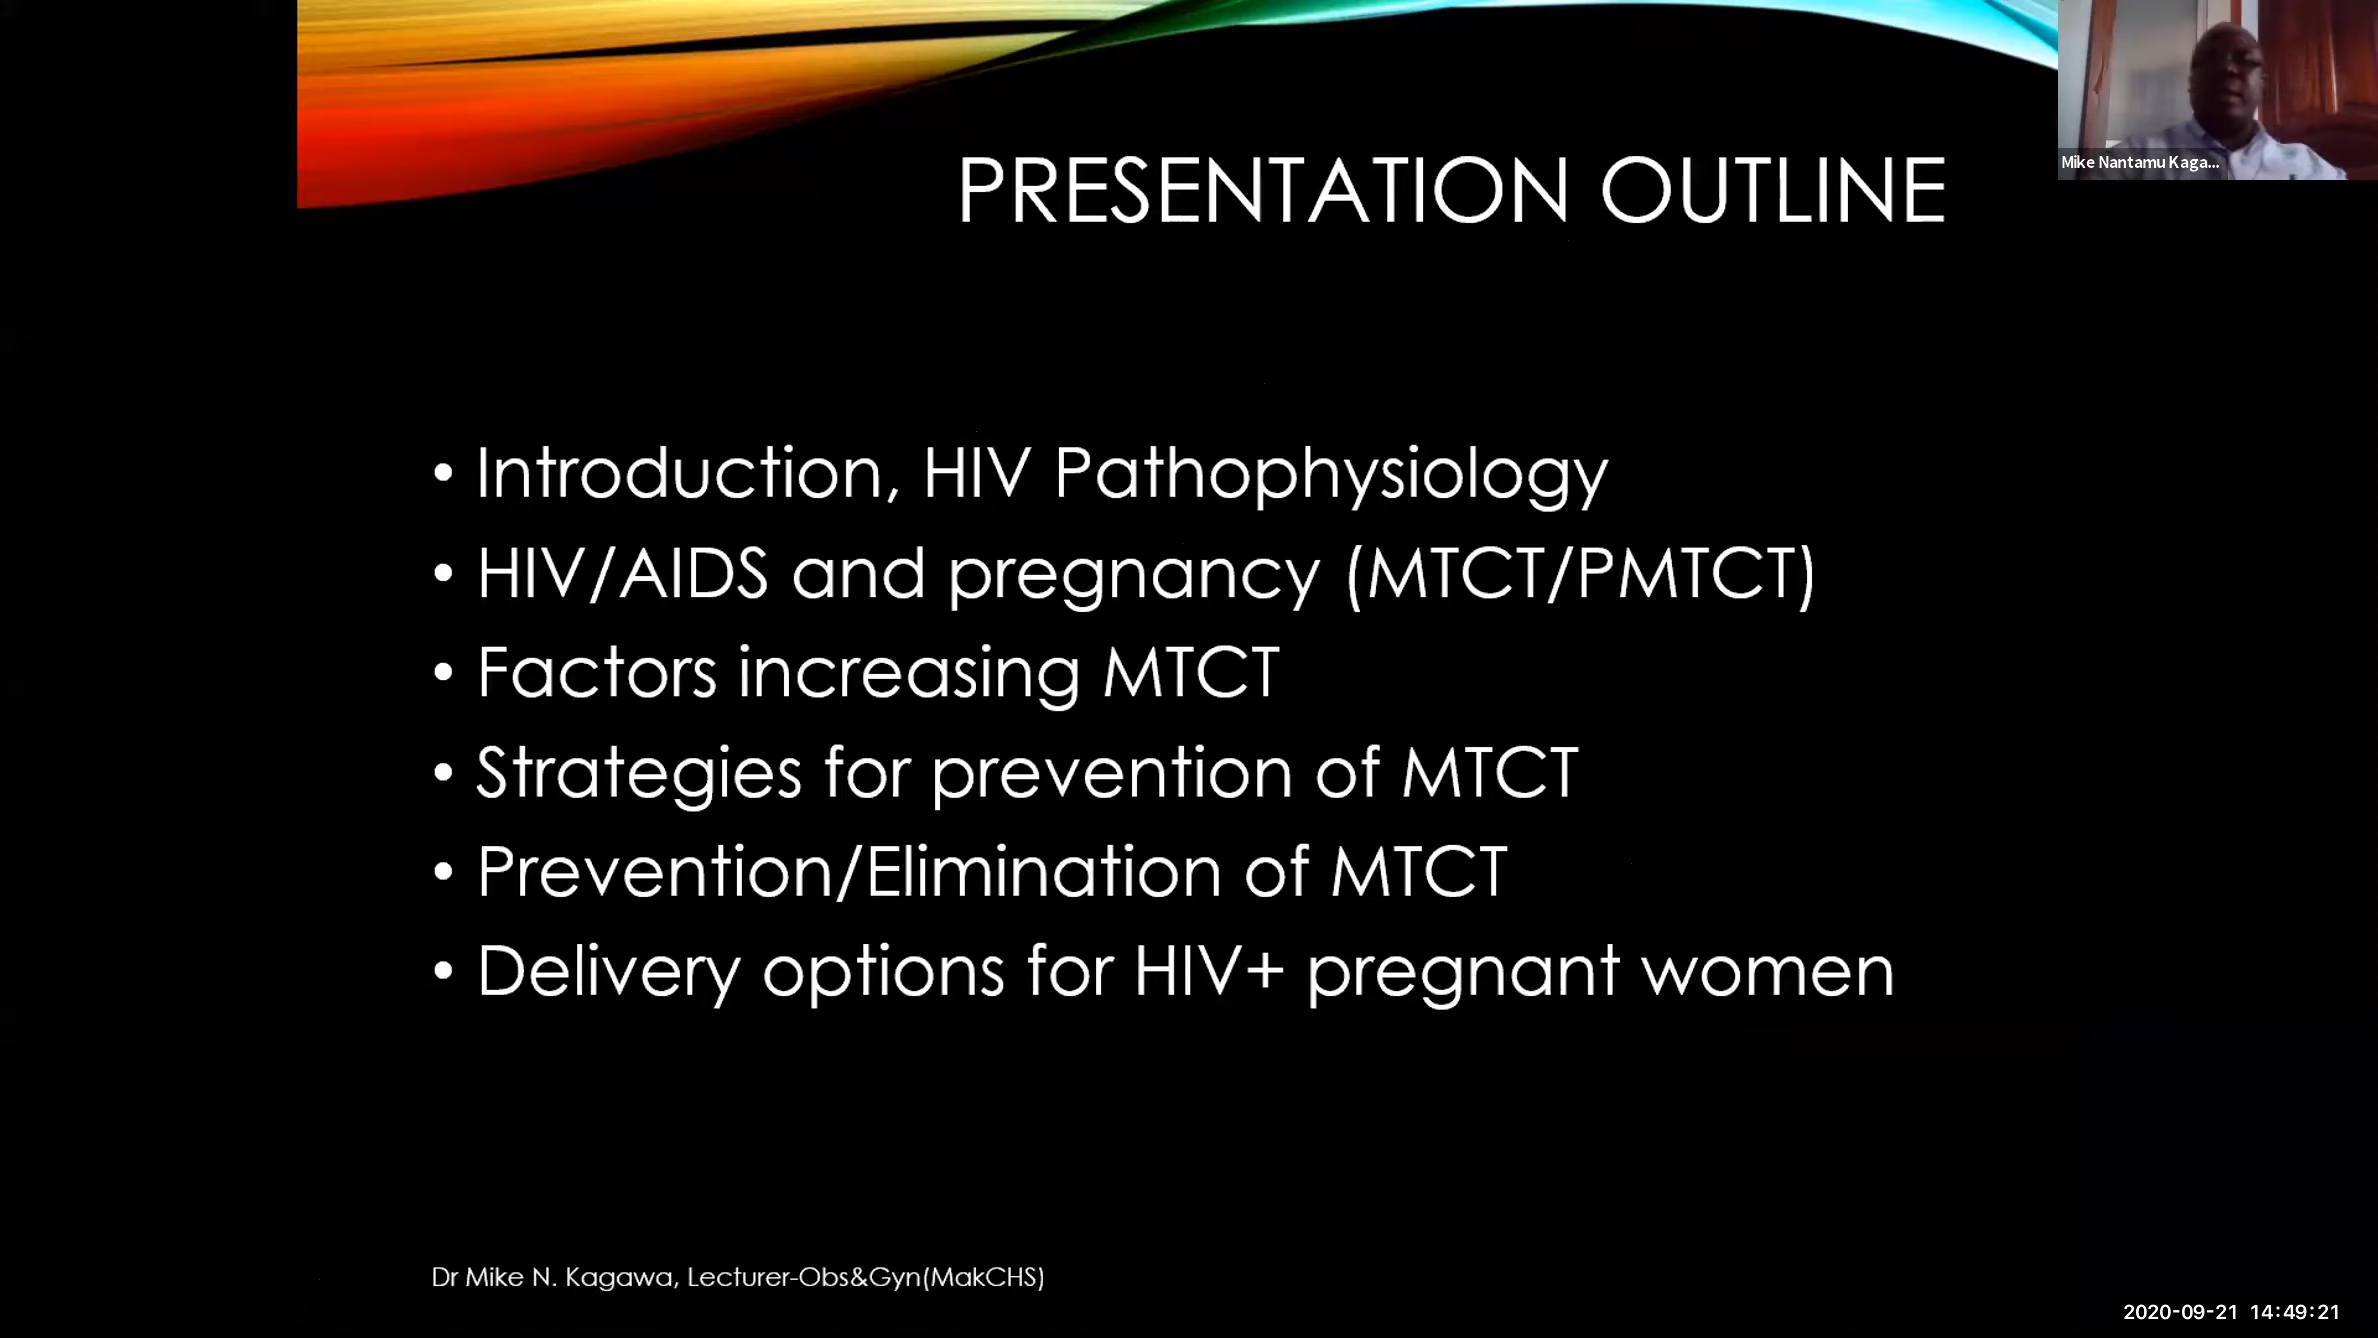 Mike Nantamu Kaga...
PRESENTATION OUTLINE
• Introduction, HIV Pathophysiology
• HIV/AIDS and pregnancy (MTCT/PMTCT)
• Factors increasing MTCT
• Strategies for prevention of MTCT
• Prevention/Elimination of MTCT
• Delivery options for HIV+ pregnant women
Dr Mike N. Kagawa, Lecturer-Obs&Gyn(MakCHS)
2020-09-21 14:49:21